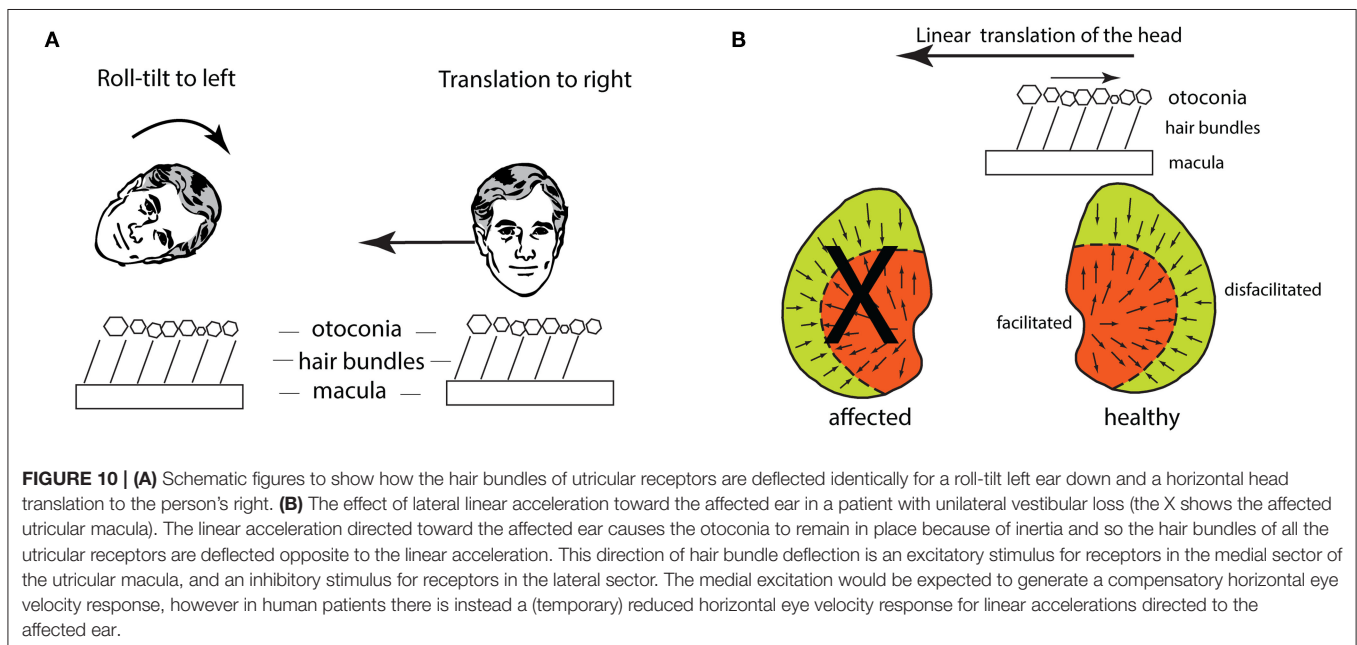 A
Roll-tilt to left
Translation to right
otoconia
hair bundles
macula
B
Linear translation of the head
otoconia
hair bundles
macula
X
disfacilitated
facilitated
affected
healthy
FIGURE 10 | (A) Schematic figures to show how the hair bundles of utricular receptors are deflected identically for a roll-tilt left ear down and a horizontal head
translation to the person's right. (B) The effect of lateral linear acceleration toward the affected ear in a patient with unilateral vestibular loss (the X shows the affected
utricular macula). The linear acceleration directed toward the affected ear causes the otoconia to remain in place because of inertia and so the hair bundles of all the
utricular receptors are deflected opposite to the linear acceleration. This direction of hair bundle deflection is an excitatory stimulus for receptors in the medial sector of
the utricular macula, and an inhibitory stimulus for receptors in the lateral sector. The medial excitation would be expected to generate a compensatory horizontal eye
velocity response, however in human patients there is instead a (temporary) reduced horizontal eye velocity response for linear accelerations directed to the
affected ear.